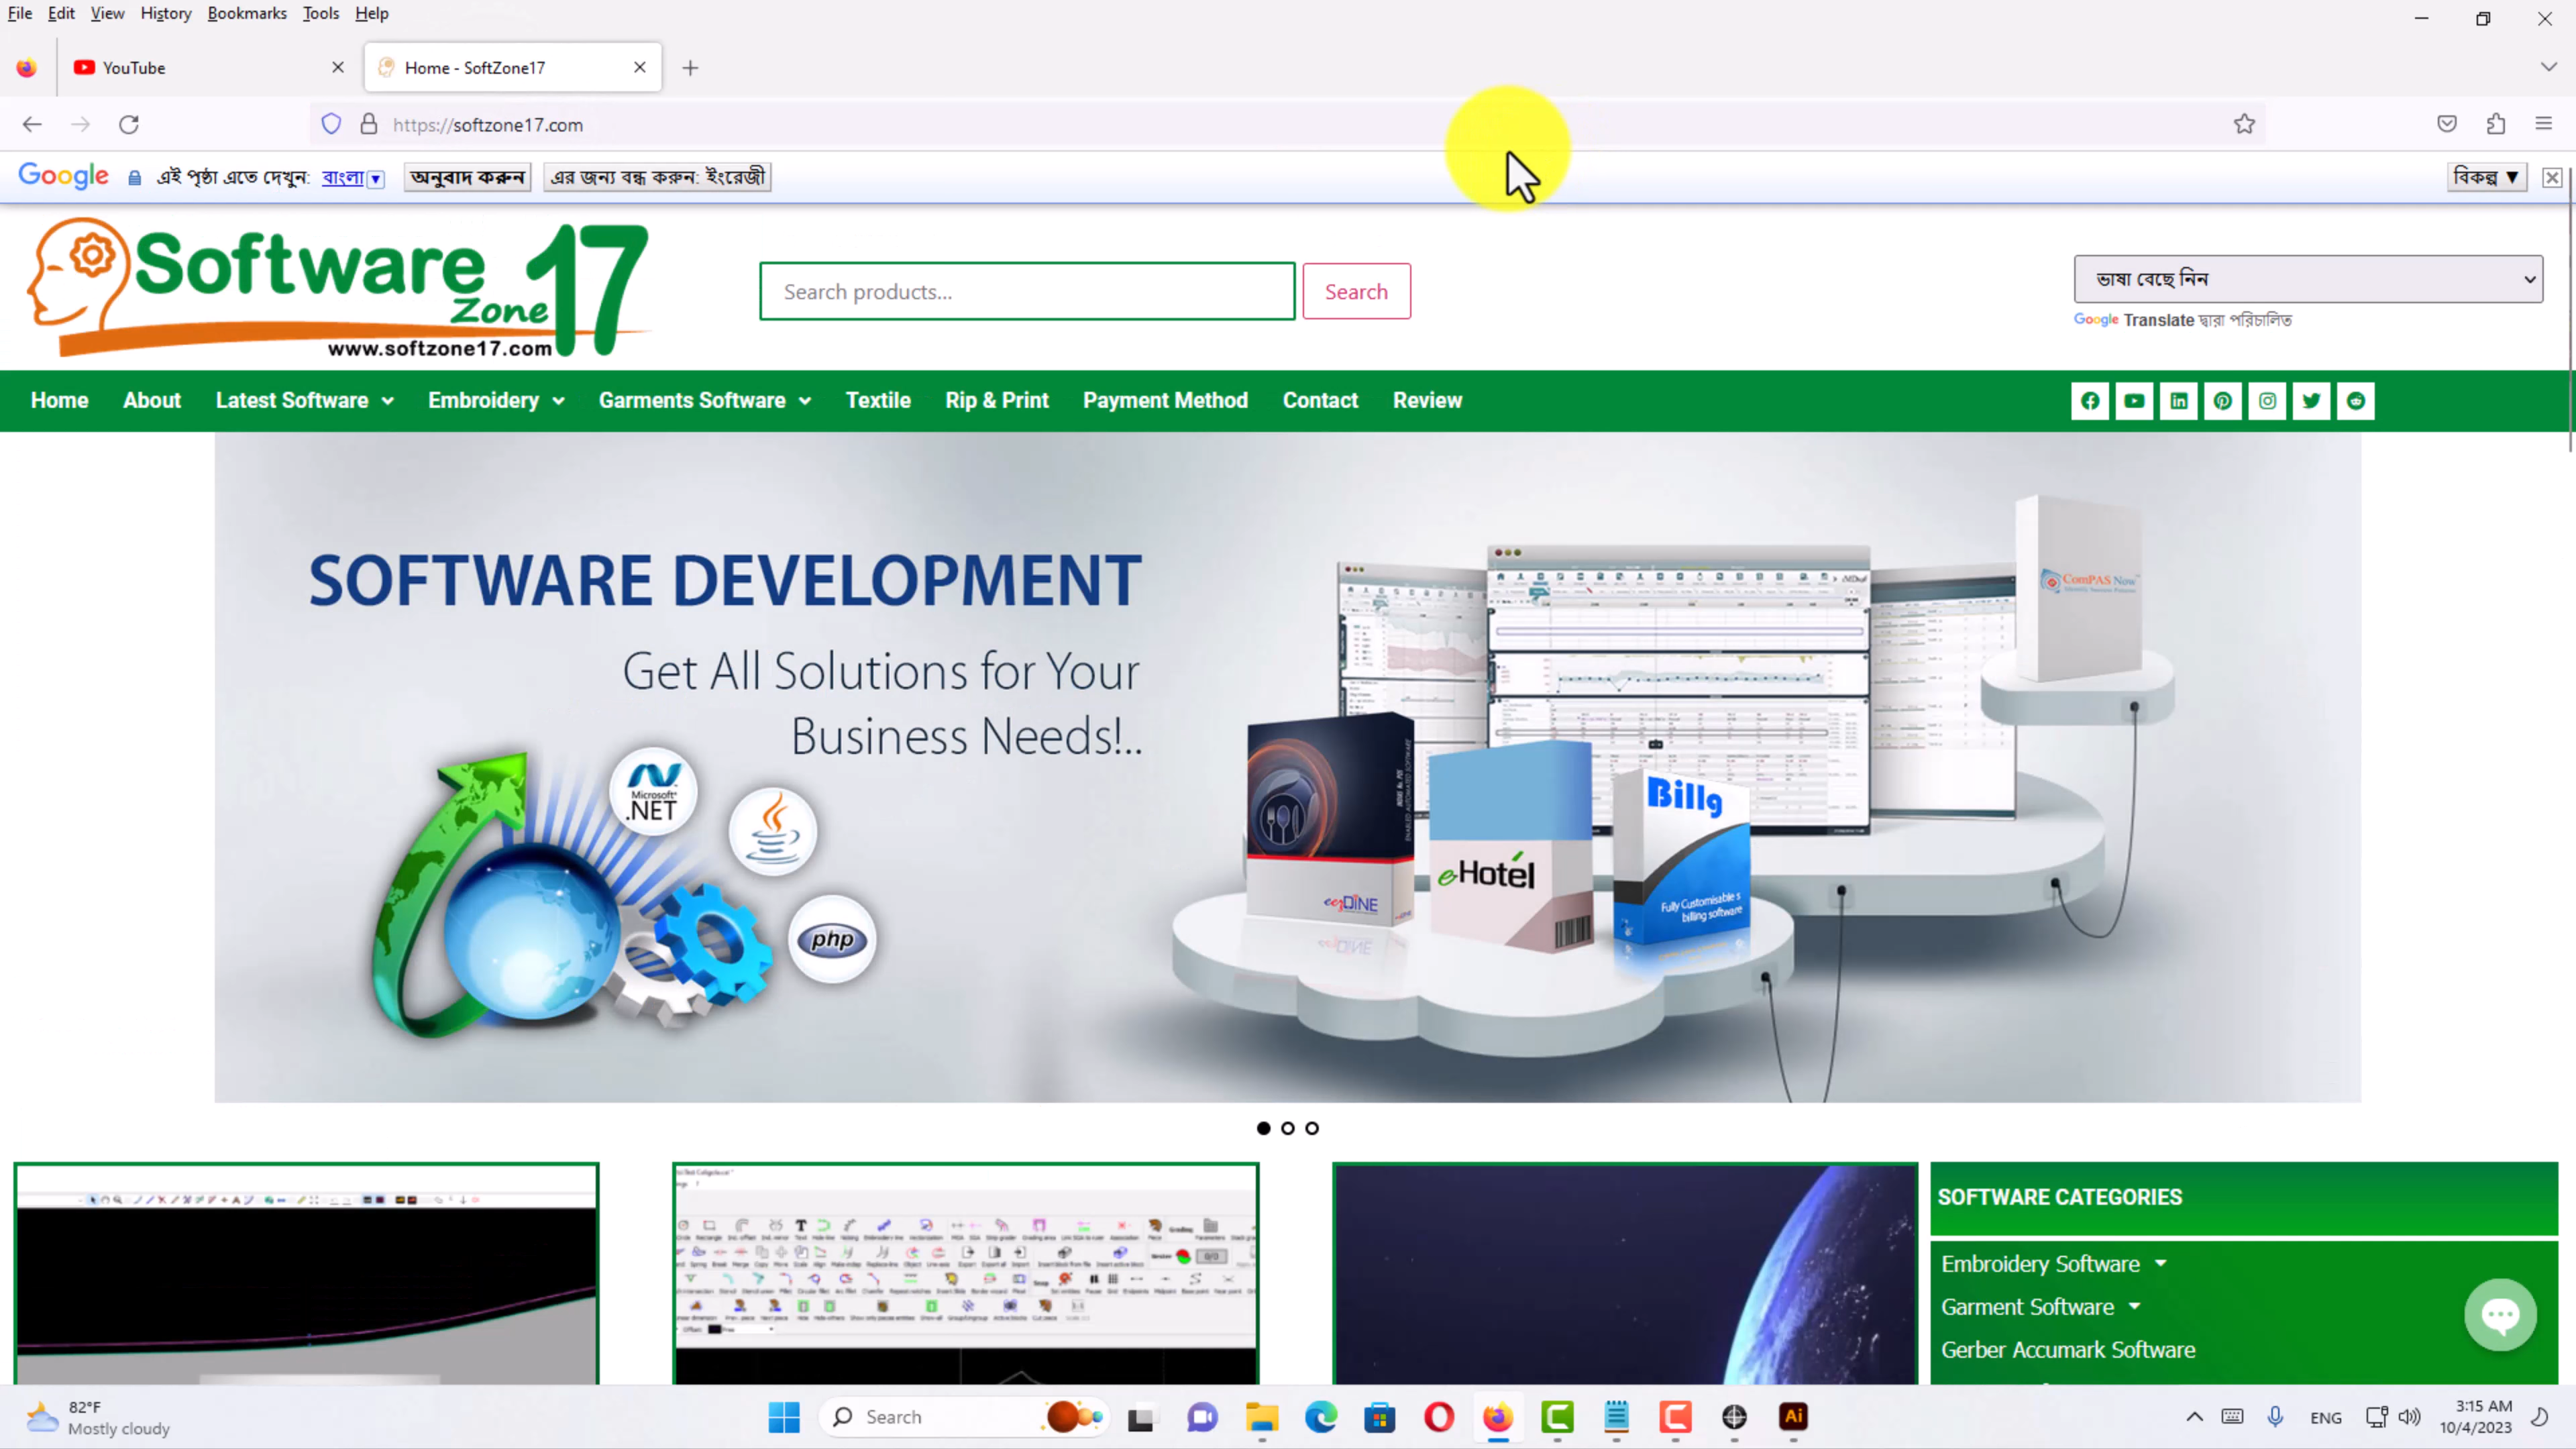 File Edit View History Bookmarks Tools Help
YouTube
Home - SoftZone17
https://softzone17.com
Google এই পৃষ্ঠা এতে দেখুন: বাংলা ▼ অনুবাদ করুন এর জন্য বন্ধ করুন: ইংরেজী বিকল্প ▼
Software
Zone 17
www.softzone17.com
Search products...
Search
ভাষা বেছে নিন
Google Translate দ্বারা পরিচালিত
Home About Latest Software Embroidery Garments Software Textile Rip & Print Payment Method Contact Review
SOFTWARE DEVELOPMENT
Get All Solutions for Your
Business Needs!..
Microsoft
.NET
php
ComPAS Now
eezDINE
e-Hotel
Billg
Fully Customisable s
billing software
SOFTWARE CATEGORIES
Embroidery Software
Garment Software
Gerber Accumark Software
82°F
Mostly cloudy
Search
Ai
ENG
3:15 AM
10/4/2023